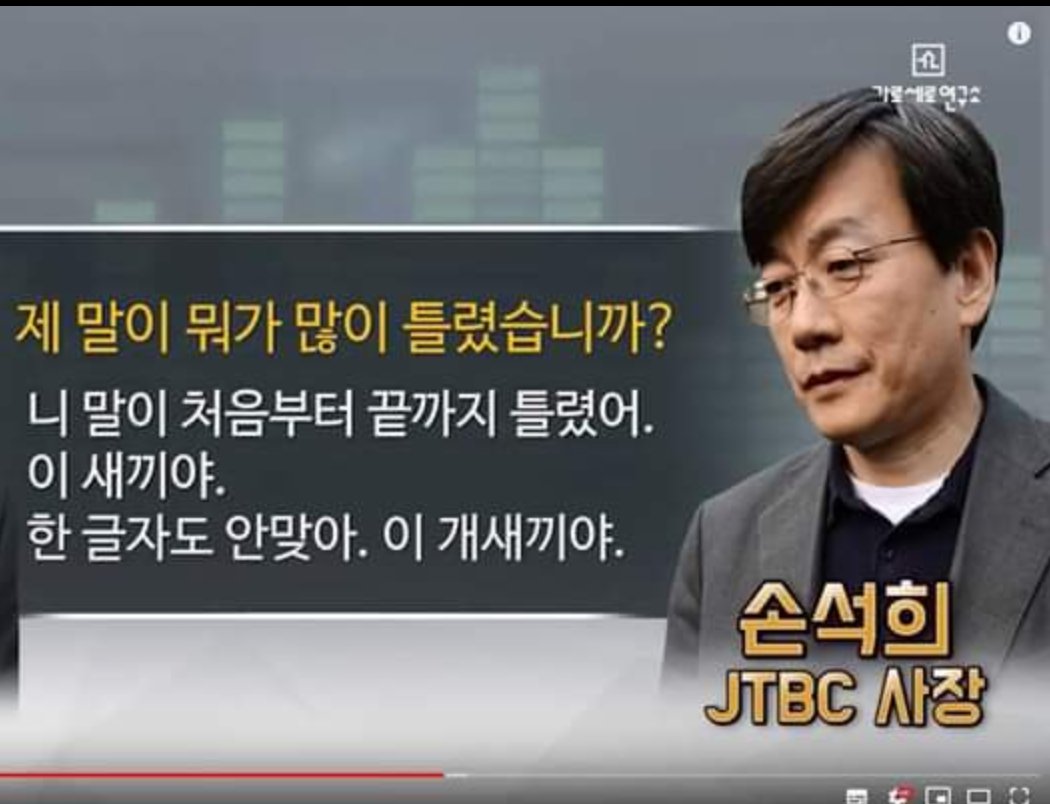 가로세로연구소
제 말이 뭐가 많이 틀렸습니까?
니 말이 처음부터 끝까지 틀렸어.
이 새끼야.
한 글자도 안맞아. 이 개새끼야.
손석희
JTBC 사장